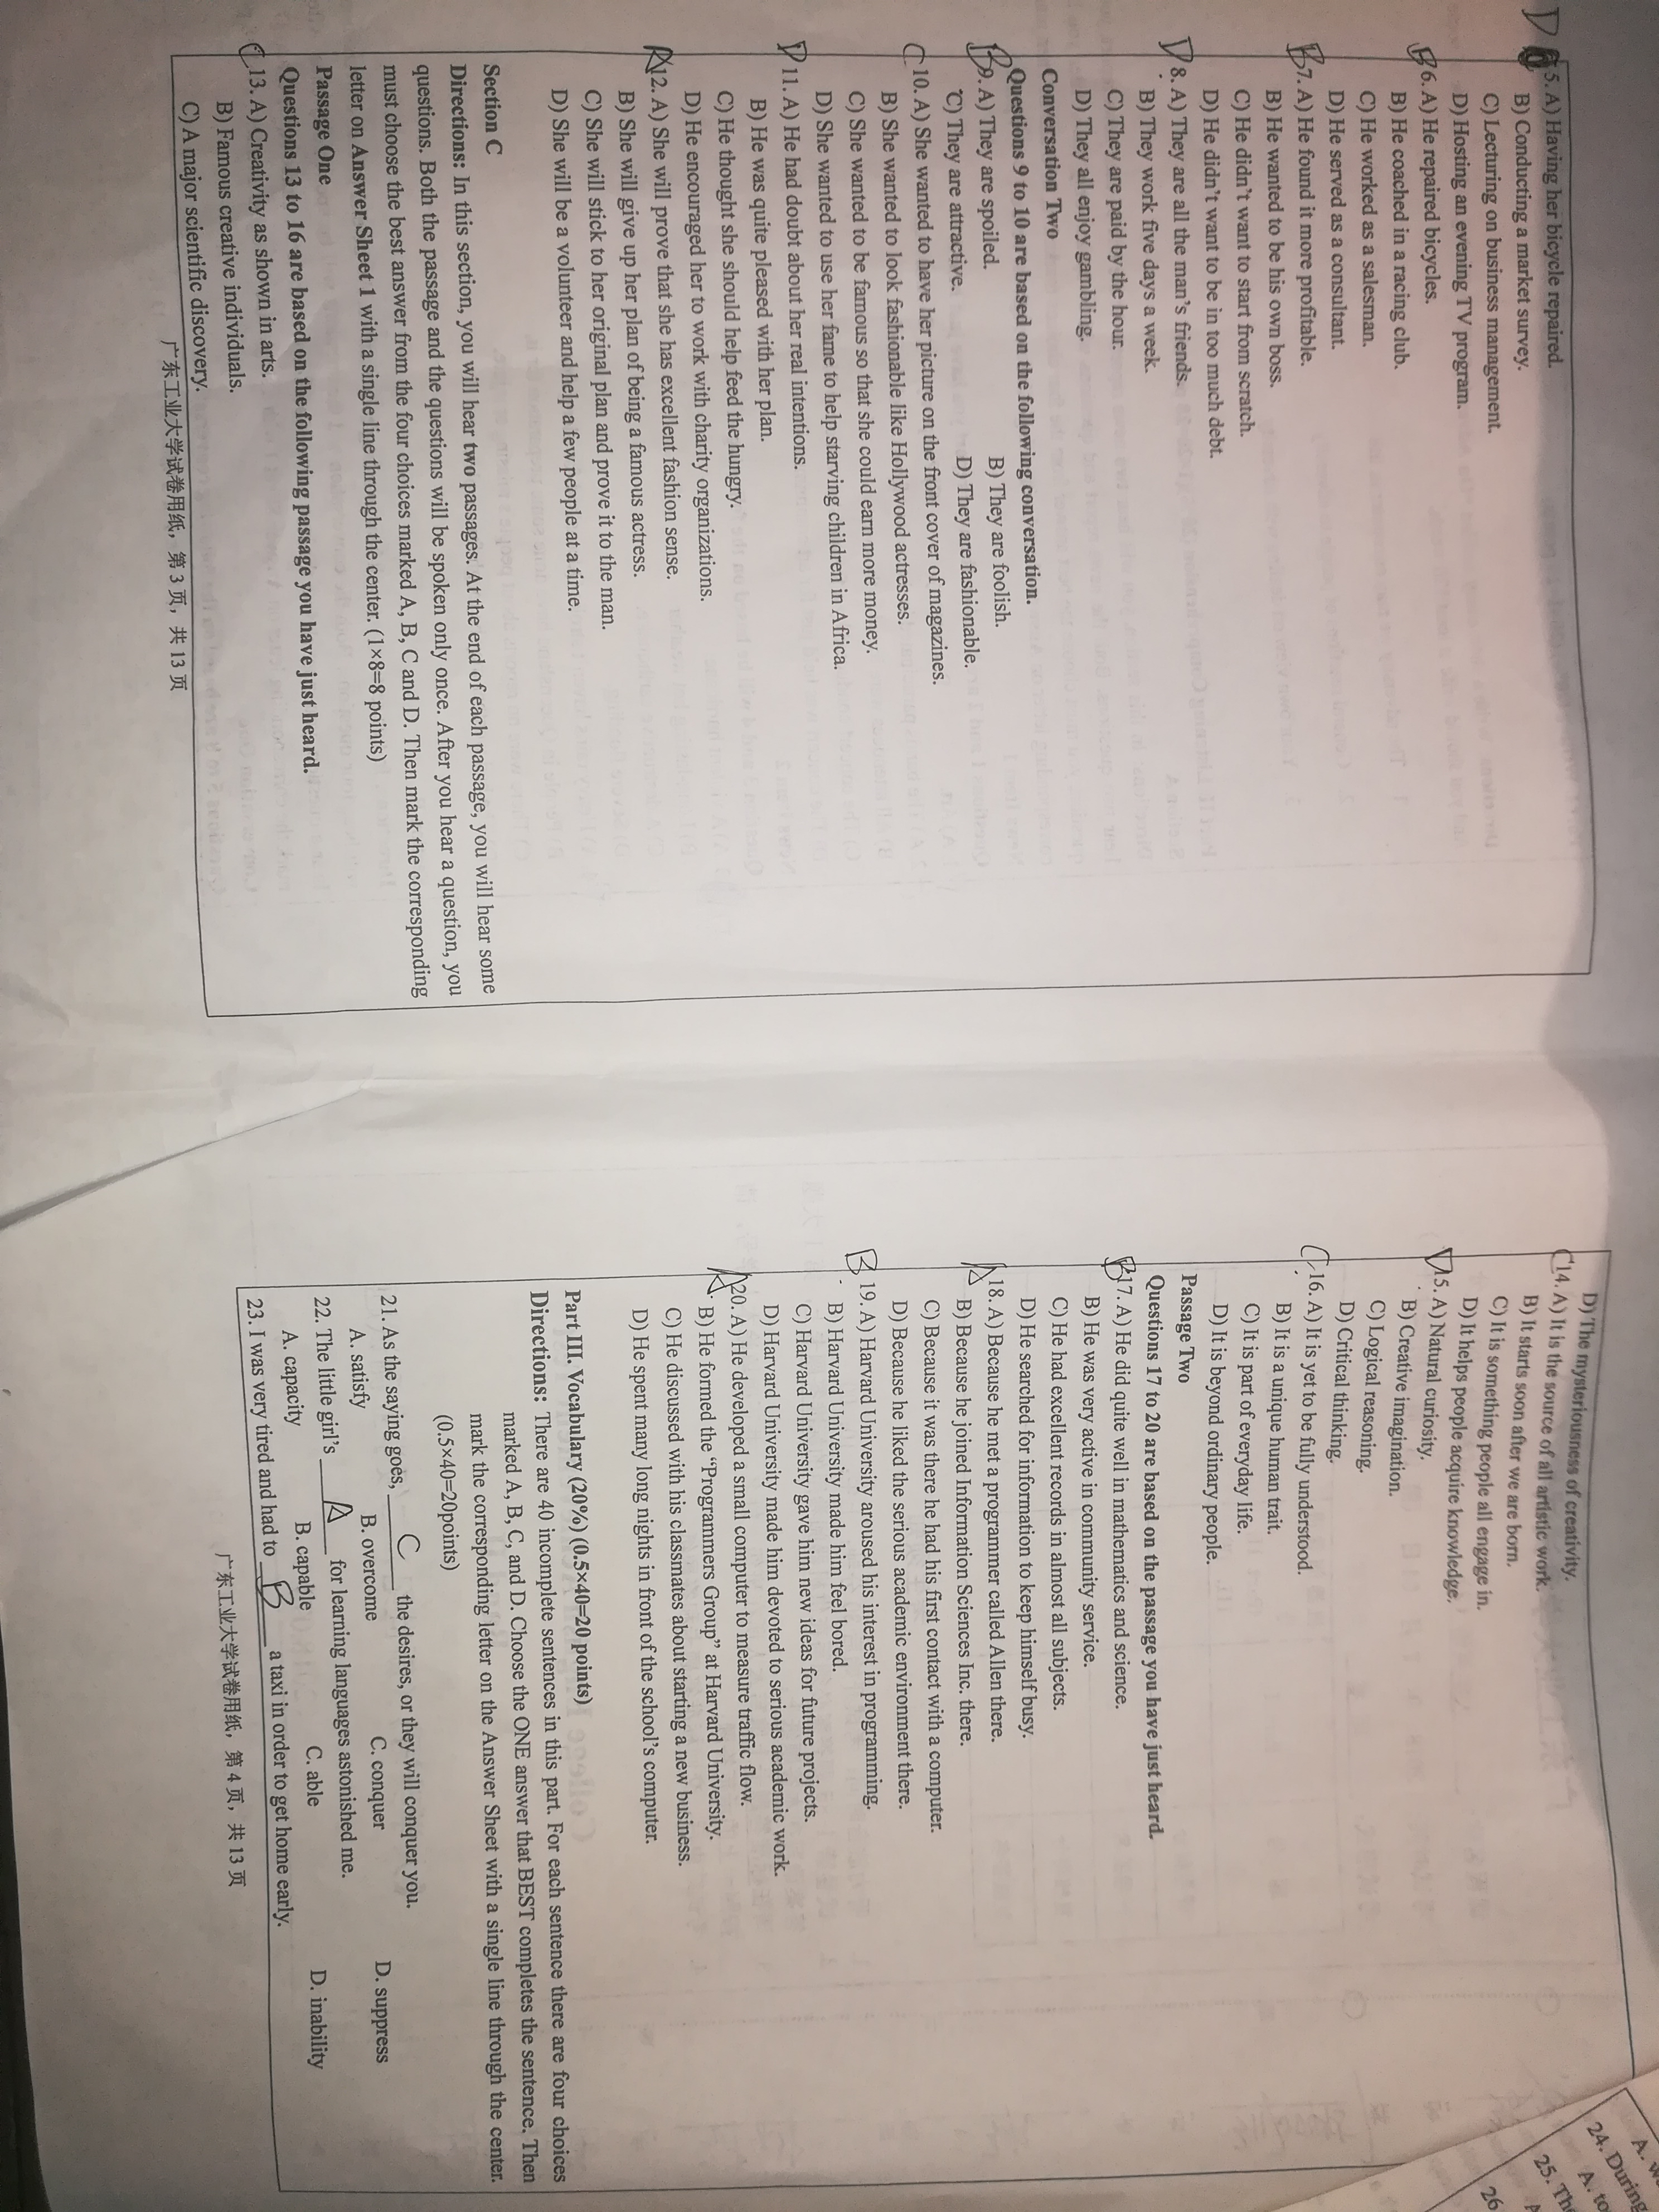 D 5. A) Having her bicycle repaired.
B) Conducting a market survey.
C) Lecturing on business management.
D) Hosting an evening TV program.
B 6. A) He repaired bicycles.
B) He coached in a racing club.
C) He worked as a salesman.
D) He served as a consultant.
B 7. A) He found it more profitable.
B) He wanted to be his own boss.
C) He didn't want to start from scratch.
D) He didn't want to be in too much debt.
D 8. A) They are all the man's friends.
B) They work five days a week.
C) They are paid by the hour.
D) They all enjoy gambling.
Conversation Two
Questions 9 to 10 are based on the following conversation.
B 9. A) They are spoiled. B) They are foolish.
C) They are attractive. D) They are fashionable.
C 10. A) She wanted to have her picture on the front cover of magazines.
B) She wanted to look fashionable like Hollywood actresses.
C) She wanted to be famous so that she could earn more money.
D) She wanted to use her fame to help starving children in Africa.
D 11. A) He had doubt about her real intentions.
B) He was quite pleased with her plan.
C) He thought she should help feed the hungry.
D) He encouraged her to work with charity organizations.
A 12. A) She will prove that she has excellent fashion sense.
B) She will give up her plan of being a famous actress.
C) She will stick to her original plan and prove it to the man.
D) She will be a volunteer and help a few people at a time.
Section C
Directions: In this section, you will hear two passages. At the end of each passage, you will hear some
questions. Both the passage and the questions will be spoken only once. After you hear a question, you
must choose the best answer from the four choices marked A, B, C and D. Then mark the corresponding
letter on Answer Sheet 1 with a single line through the center. (1×8=8 points)
Passage One
Questions 13 to 16 are based on the following passage you have just heard.
C 13. A) Creativity as shown in arts.
B) Famous creative individuals.
C) A major scientific discovery.
广东工业大学试卷用纸，第 3 页，共 13 页
D) The mysteriousness of creativity.
C 14. A) It is the source of all artistic work.
B) It starts soon after we are born.
C) It is something people all engage in.
D) It helps people acquire knowledge.
D 15. A) Natural curiosity.
B) Creative imagination.
C) Logical reasoning.
D) Critical thinking.
C 16. A) It is yet to be fully understood.
B) It is a unique human trait.
C) It is part of everyday life.
D) It is beyond ordinary people.
Passage Two
Questions 17 to 20 are based on the passage you have just heard.
B 17. A) He did quite well in mathematics and science.
B) He was very active in community service.
C) He had excellent records in almost all subjects.
D) He searched for information to keep himself busy.
A 18. A) Because he met a programmer called Allen there.
B) Because he joined Information Sciences Inc. there.
C) Because it was there he had his first contact with a computer.
D) Because he liked the serious academic environment there.
B 19. A) Harvard University aroused his interest in programming.
B) Harvard University made him feel bored.
C) Harvard University gave him new ideas for future projects.
D) Harvard University made him devoted to serious academic work.
A 20. A) He developed a small computer to measure traffic flow.
B) He formed the “Programmers Group” at Harvard University.
C) He discussed with his classmates about starting a new business.
D) He spent many long nights in front of the school's computer.
Part III. Vocabulary (20%) (0.5×40=20 points)
Directions: There are 40 incomplete sentences in this part. For each sentence there are four choices
marked A, B, C, and D. Choose the ONE answer that BEST completes the sentence. Then
mark the corresponding letter on the Answer Sheet with a single line through the center.
(0.5×40=20points)
21. As the saying goes, C the desires, or they will conquer you.
A. satisfy B. overcome C. conquer D. suppress
22. The little girl's A for learning languages astonished me.
A. capacity B. capable C. able D. inability
23. I was very tired and had to B a taxi in order to get home early.
广东工业大学试卷用纸，第 4 页，共 13 页
24. During
A. to
25. The
26